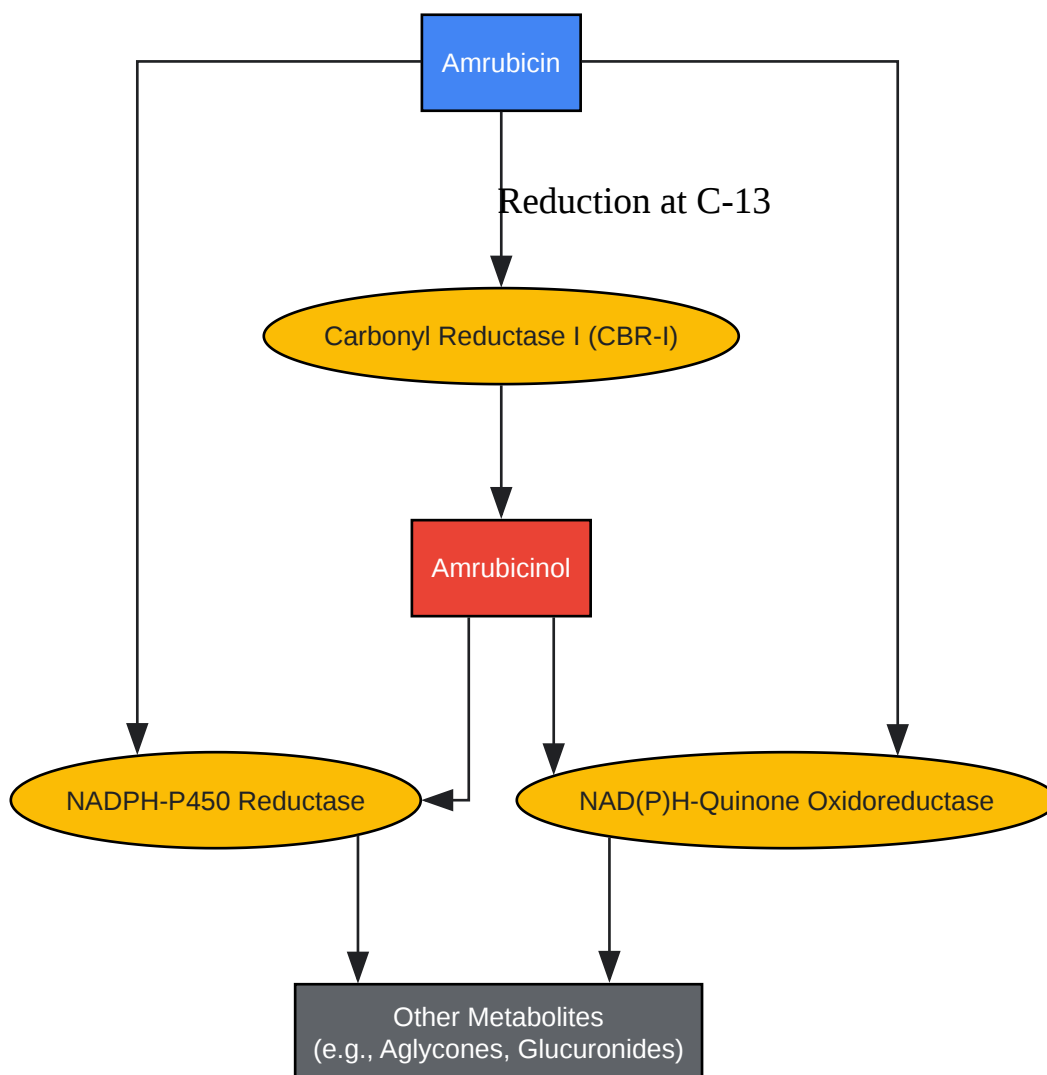 Amrubicin
Reduction at C-13
Carbonyl Reductase I (CBR-I)
Amrubicinol
NADPH-P450 Reductase
NAD(P)H-Quinone Oxidoreductase
Other Metabolites
(e.g., Aglycones, Glucuronides)